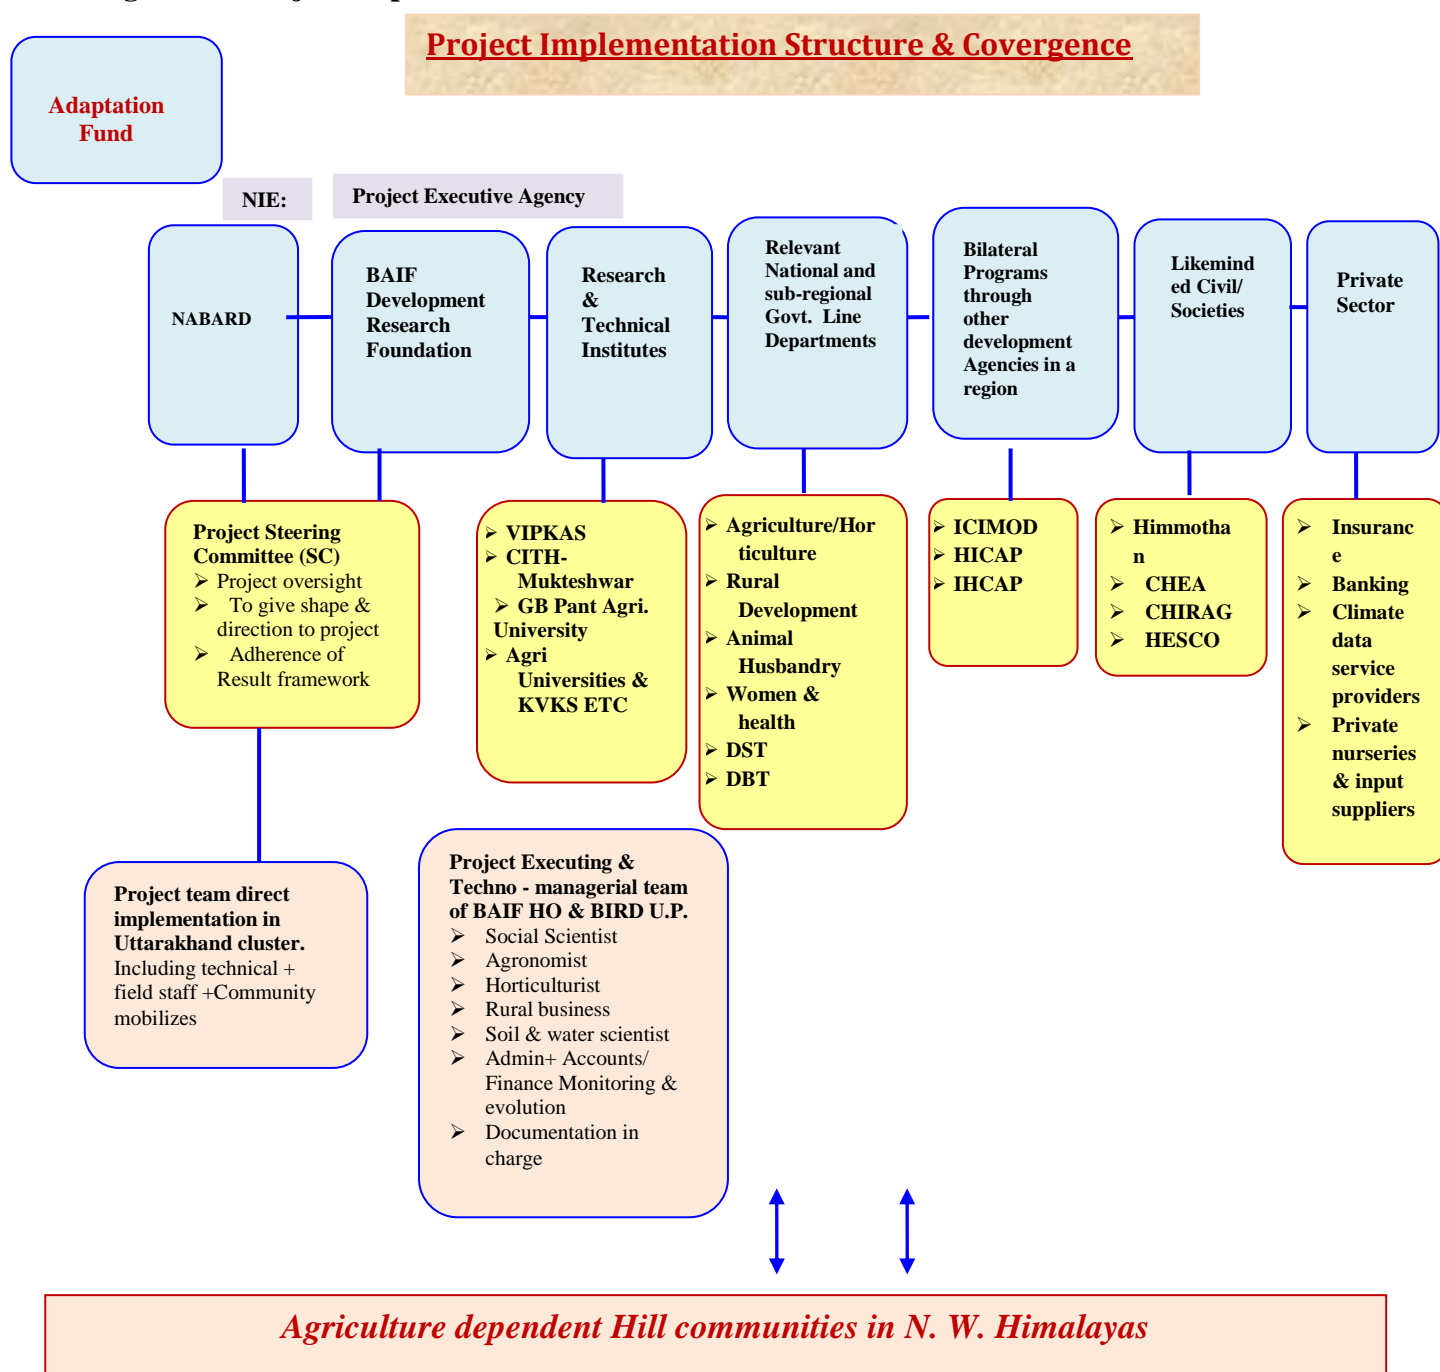 Project Implementation Structure & Covergence
Adaptation
Fund
NIE:
Project Executive Agency
NABARD
BAIF
Development
Research
Foundation
Research
&
Technical
Institutes
Relevant
National and
sub-regional
Govt. Line
Departments
Bilateral
Programs
through
other
development
Agencies in a
region
Likemind
ed Civil/
Societies
Private
Sector
Project Steering
Committee (SC)
➢ Project oversight
➢ To give shape &
direction to project
➢ Adherence of
Result framework
➢ VIPKAS
➢ CITH-
Mukteshwar
➢ GB Pant Agri.
University
➢ Agri
Universities &
KVKS ETC
➢ Agriculture/Hor
ticulture
➢ Rural
Development
➢ Animal
Husbandry
➢ Women &
health
➢ DST
➢ DBT
➢ ICIMOD
➢ HICAP
➢ IHCAP
➢ Himmotha
n
➢ CHEA
➢ CHIRAG
➢ HESCO
➢ Insuranc
e
➢ Banking
➢ Climate
data
service
providers
➢ Private
nurseries
& input
suppliers
Project team direct
implementation in
Uttarakhand cluster.
Including technical +
field staff +Community
mobilizes
Project Executing &
Techno - managerial team
of BAIF HO & BIRD U.P.
➢ Social Scientist
➢ Agronomist
➢ Horticulturist
➢ Rural business
➢ Soil & water scientist
➢ Admin+ Accounts/
Finance Monitoring &
evolution
➢ Documentation in
charge
Agriculture dependent Hill communities in N. W. Himalayas